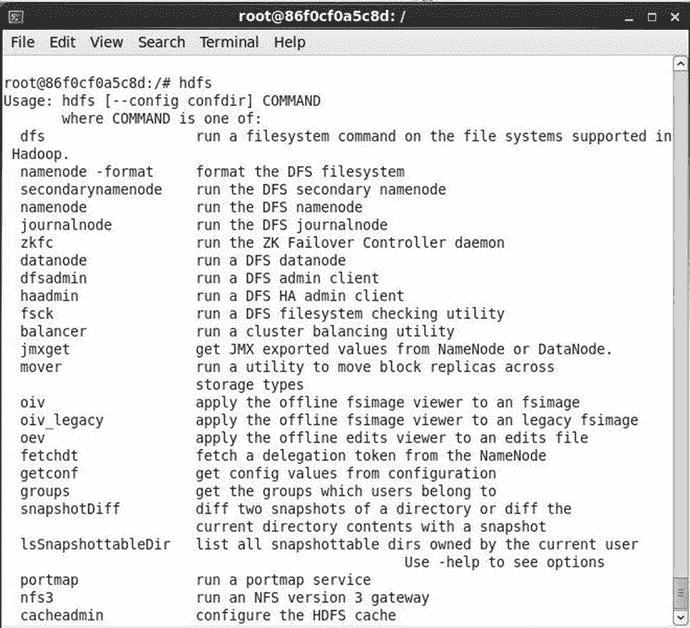 root@86f0cf0a5c8d: /
File Edit View Search Terminal Help
root@86f0cf0a5c8d:/# hdfs
Usage: hdfs [--config confdir] COMMAND
       where COMMAND is one of:
  dfs                  run a filesystem command on the file systems supported in
 Hadoop.
  namenode -format     format the DFS filesystem
  secondarynamenode    run the DFS secondary namenode
  namenode             run the DFS namenode
  journalnode          run the DFS journalnode
  zkfc                 run the ZK Failover Controller daemon
  datanode             run a DFS datanode
  dfsadmin             run a DFS admin client
  haadmin              run a DFS HA admin client
  fsck                 run a DFS filesystem checking utility
  balancer             run a cluster balancing utility
  jmxget               get JMX exported values from NameNode or DataNode.
  mover                run a utility to move block replicas across
                       storage types
  oiv                  apply the offline fsimage viewer to an fsimage
  oiv_legacy           apply the offline fsimage viewer to an legacy fsimage
  oev                  apply the offline edits viewer to an edits file
  fetchdt              fetch a delegation token from the NameNode
  getconf              get config values from configuration
  groups               get the groups which users belong to
  snapshotDiff         diff two snapshots of a directory or diff the
                       current directory contents with a snapshot
  lsSnapshottableDir   list all snapshottable dirs owned by the current user
                                                Use -help to see options
  portmap              run a portmap service
  nfs3                 run an NFS version 3 gateway
  cacheadmin           configure the HDFS cache